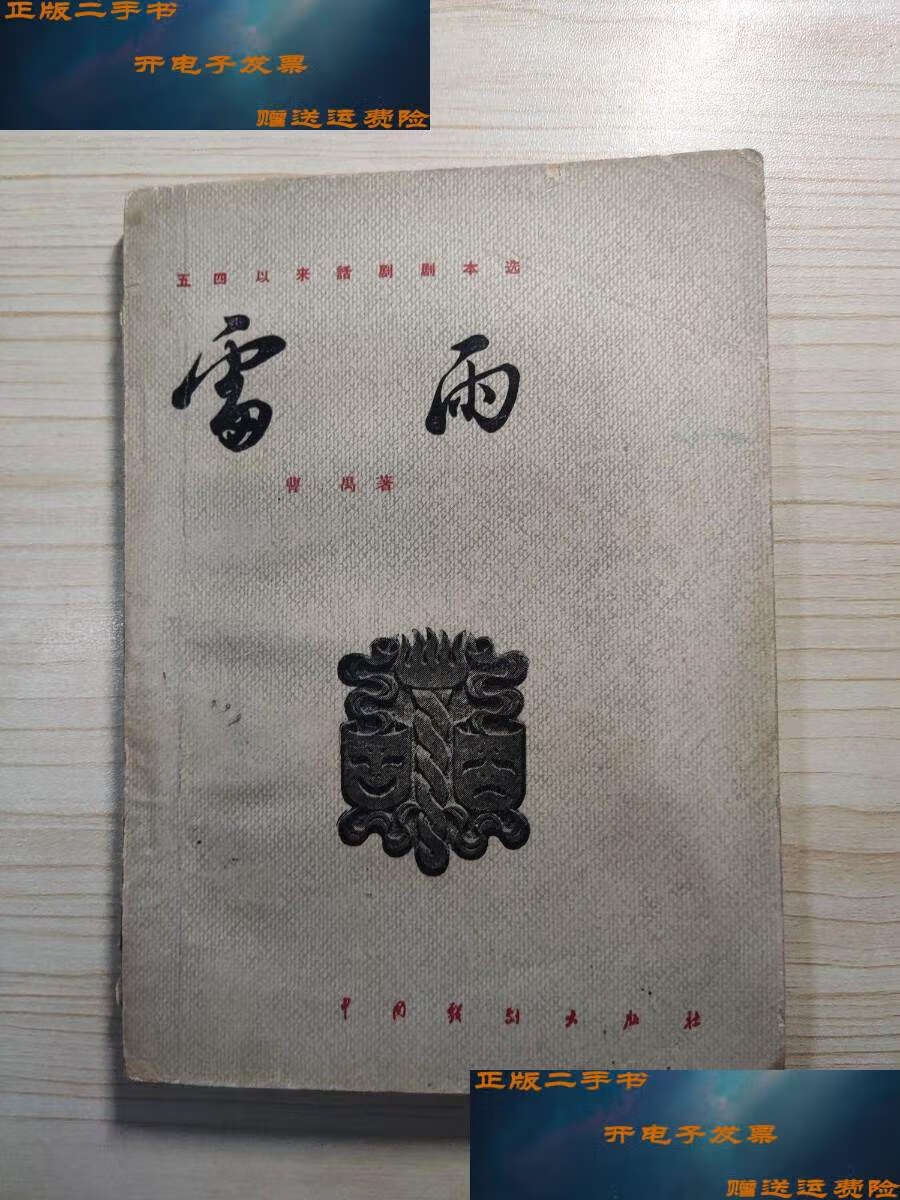 正版二手书
开电子发票
赠送运费险
五四以来話剧剧本选
雷雨
曹禺著
中国戏剧出版社
正版二手书
开电子发票
赠送运费险